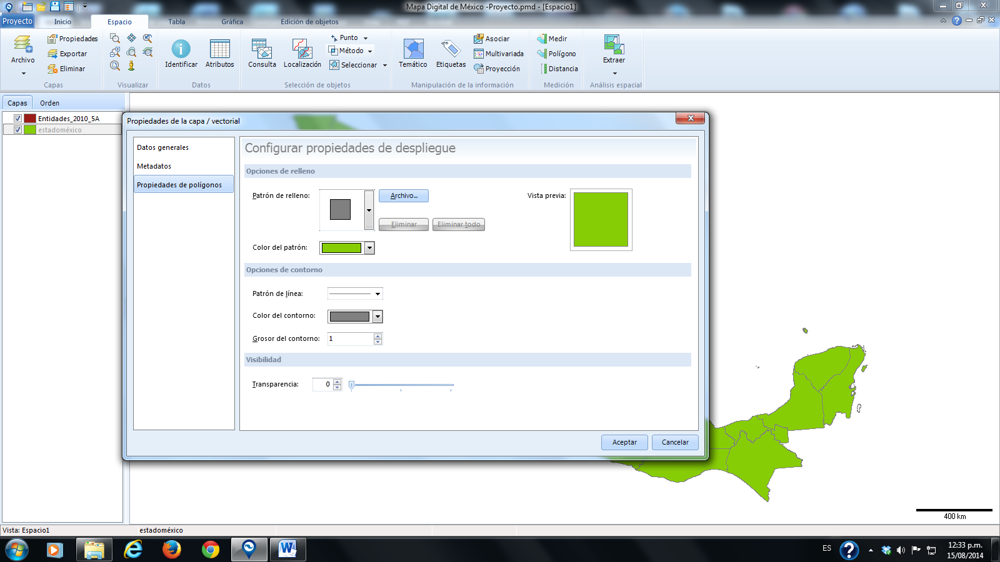 Mapa Digital de México -Proyecto.pmd - [Espacio1]
Proyecto Inicio Espacio Tabla Gráfica Edición de objetos
Archivo
Propiedades
Exportar
Eliminar
Capas
Visualizar
Identificar Atributos
Datos
Consulta Localización
Punto
Método
Seleccionar
Selección de objetos
Temático Etiquetas
Asociar
Multivariada
Proyección
Manipulación de la información
Medir
Polígono
Distancia
Medición
Extraer
Análisis espacial
Capas Orden
Entidades_2010_5A
estadoméxico
Propiedades de la capa / vectorial
Datos generales
Metadatos
Propiedades de polígonos
Configurar propiedades de despliegue
Opciones de relleno
Patrón de relleno:
Archivo...
Eliminar Eliminar todo
Vista previa:
Color del patrón:
Opciones de contorno
Patrón de línea:
Color del contorno:
Grosor del contorno: 1
Visibilidad
Transparencia: 0
Aceptar Cancelar
400 km
Vista: Espacio1 estadoméxico
ES
12:33 p.m.
15/08/2014